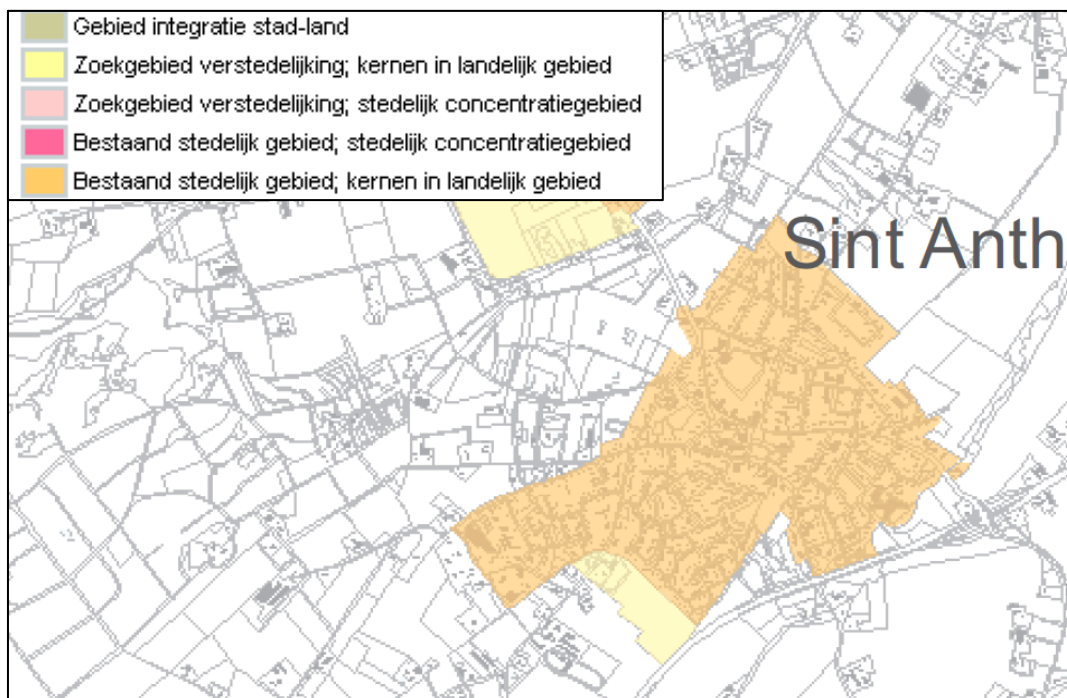 Gebied integratie stad-land
Zoekgebied verstedelijking; kernen in landelijk gebied
Zoekgebied verstedelijking; stedelijk concentratiegebied
Bestaand stedelijk gebied; stedelijk concentratiegebied
Bestaand stedelijk gebied; kernen in landelijk gebied
Sint Anth